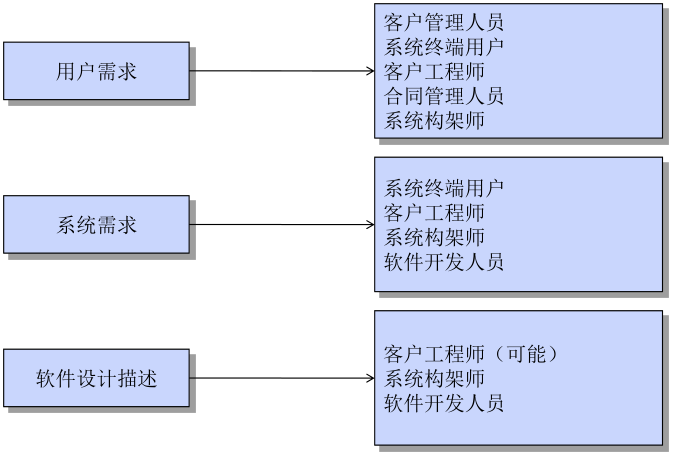 用户需求
客户管理人员
系统终端用户
客户工程师
合同管理人员
系统构架师
系统需求
系统终端用户
客户工程师
系统构架师
软件开发人员
软件设计描述
客户工程师（可能）
系统构架师
软件开发人员